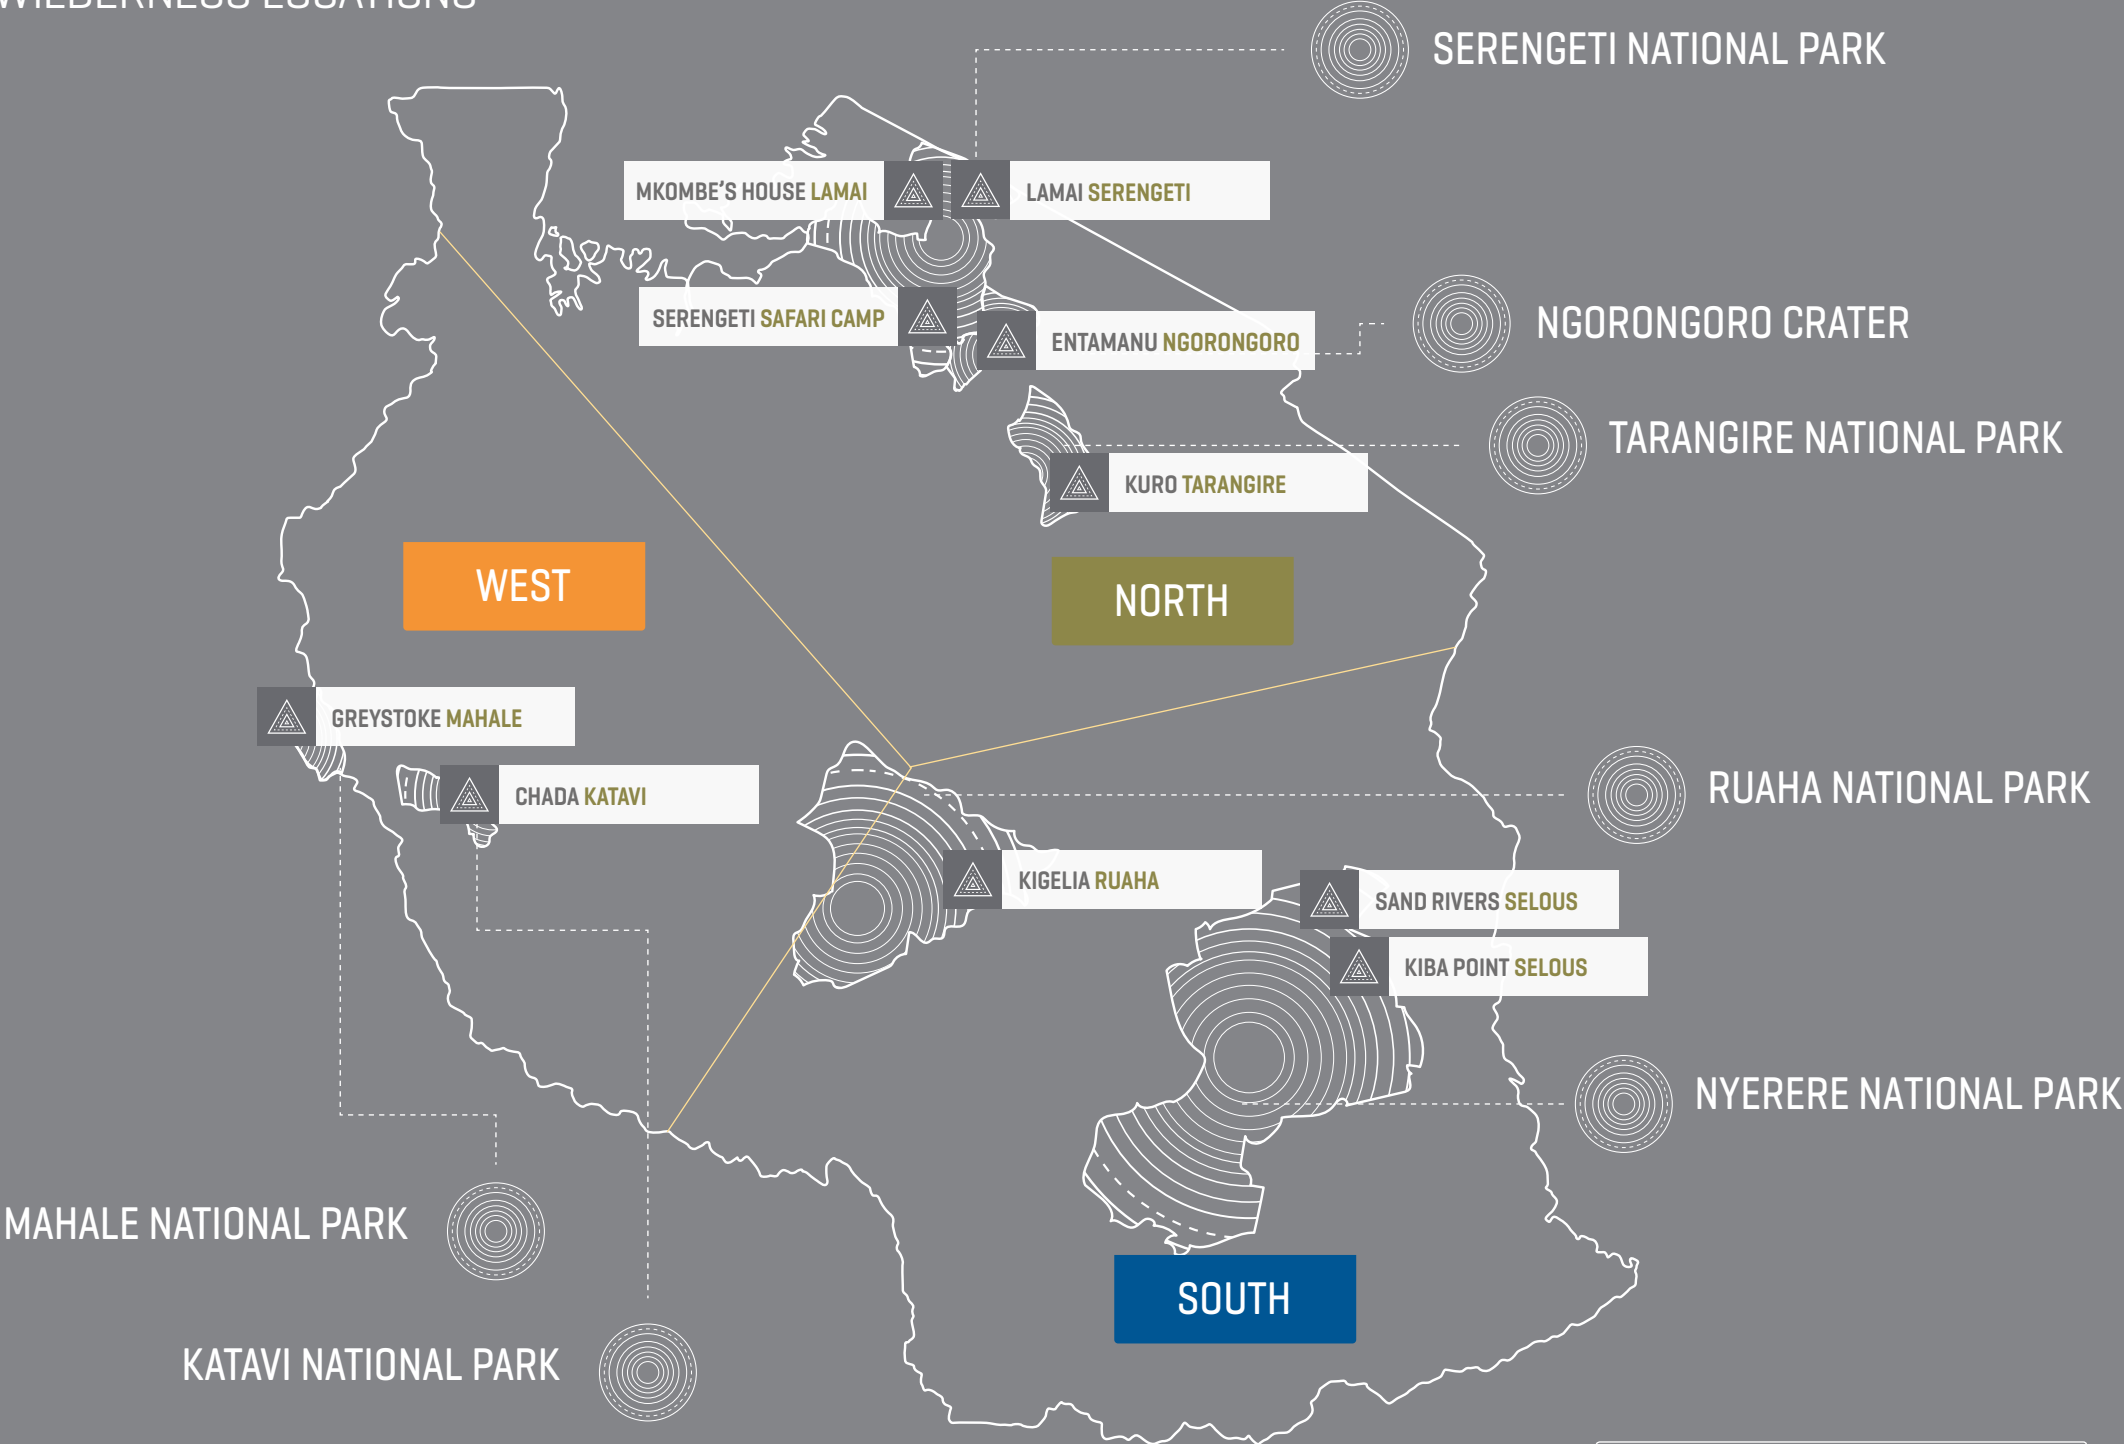 WILDERNESS LOCATIONS
SERENGETI NATIONAL PARK
MKOMBE'S HOUSE LAMAI
LAMAI SERENGETI
SERENGETI SAFARI CAMP
ENTAMANU NGORONGORO
NGORONGORO CRATER
TARANGIRE NATIONAL PARK
KURO TARANGIRE
WEST
NORTH
GREYSTOKE MAHALE
CHADA KATAVI
RUAHA NATIONAL PARK
KIGELIA RUAHA
SAND RIVERS SELOUS
KIBA POINT SELOUS
NYERERE NATIONAL PARK
MAHALE NATIONAL PARK
SOUTH
KATAVI NATIONAL PARK